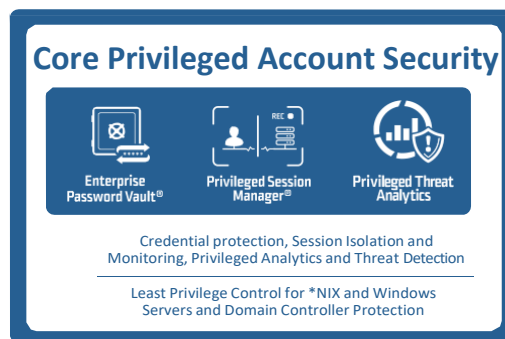 Core Privileged Account Security
REC
Enterprise
Password Vault®
Privileged Session
Manager®
Privileged Threat
Analytics
Credential protection, Session Isolation and
Monitoring, Privileged Analytics and Threat Detection
Least Privilege Control for *NIX and Windows
Servers and Domain Controller Protection